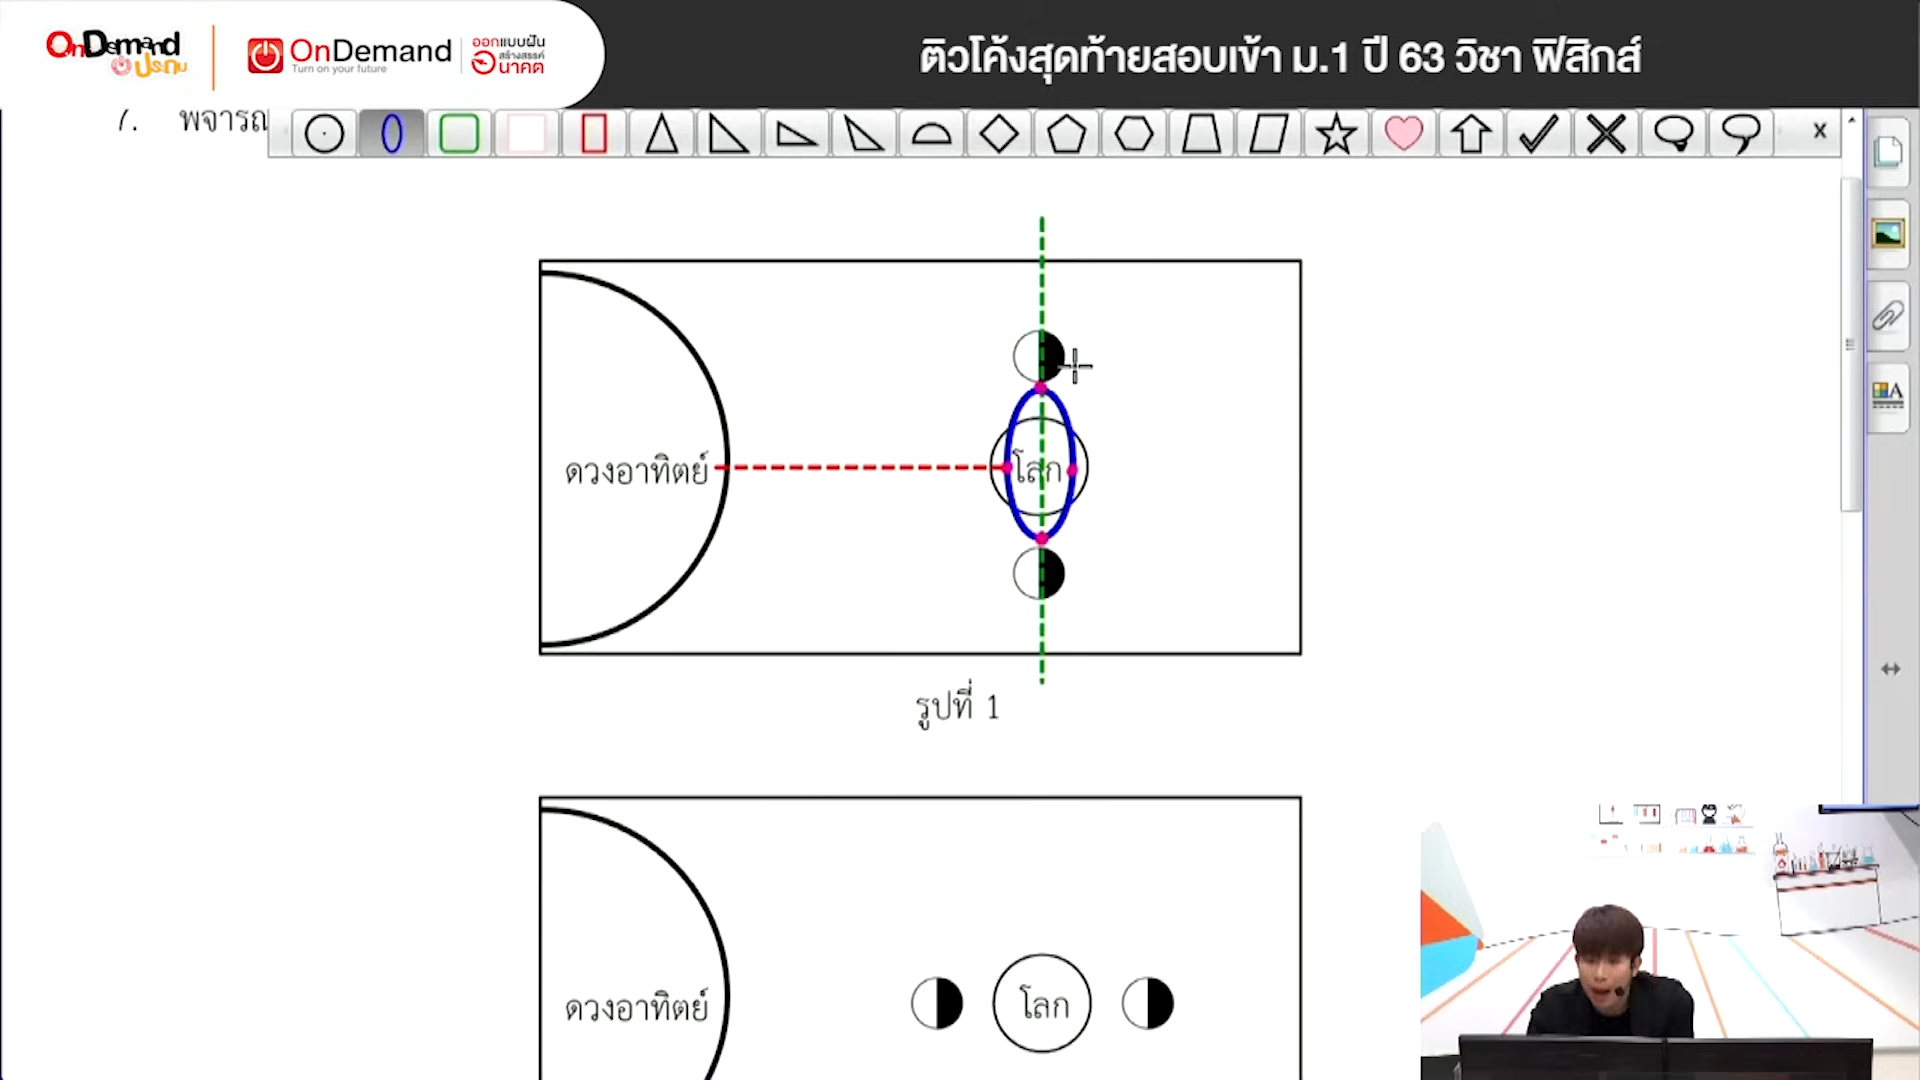 OnDemand
ประถม
OnDemand
Turn on your future
ออกแบบฝัน
สร้างสรรค์
อนาคต
ติวโค้งสุดท้ายสอบเข้า ม.1 ปี 63 วิชา ฟิสิกส์
7. พิจารณ
x
ดวงอาทิตย์
โลก
รูปที่ 1
ดวงอาทิตย์
โลก
A